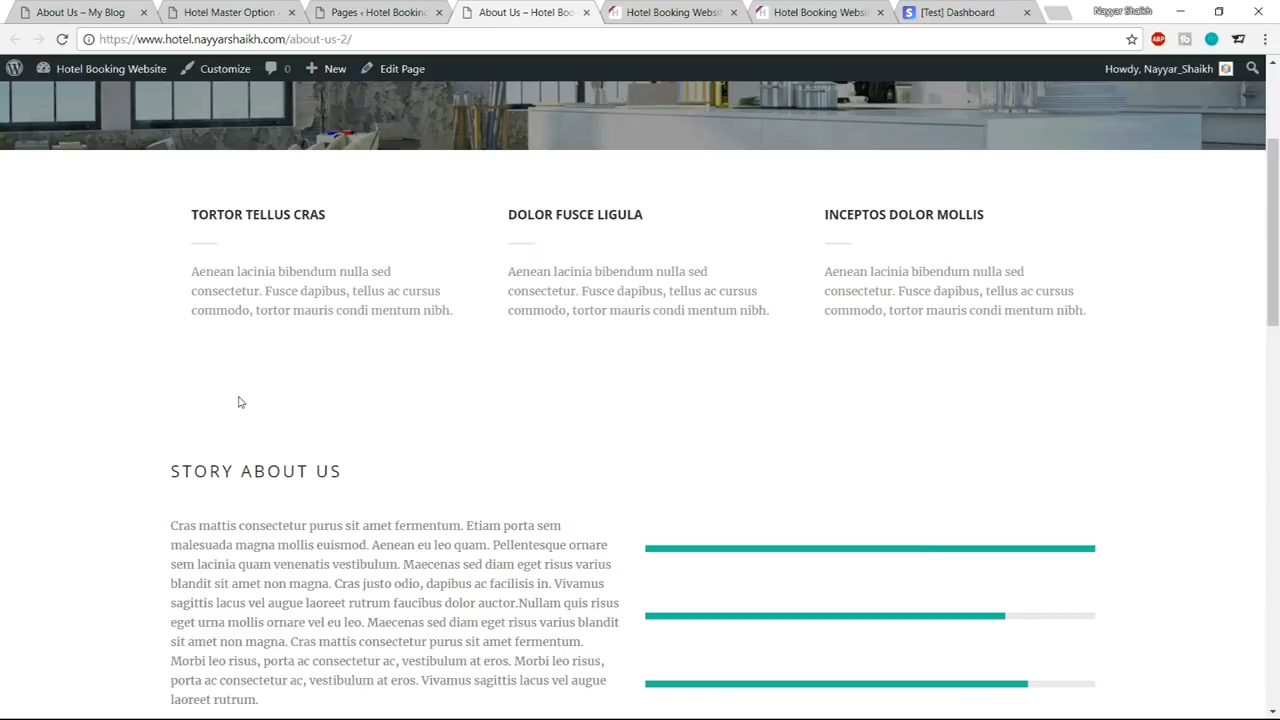 About Us – My Blog
Hotel Master Option
Pages ‹ Hotel Booking
About Us – Hotel Boo
Hotel Booking Websit
Hotel Booking Websit
[Test] Dashboard
Nayyar Shaikh
https://www.hotel.nayyarshaikh.com/about-us-2/
ABP
Hotel Booking Website
Customize
0
New
Edit Page
Howdy, Nayyar_Shaikh
TORTOR TELLUS CRAS
Aenean lacinia bibendum nulla sed
consectetur. Fusce dapibus, tellus ac cursus
commodo, tortor mauris condi mentum nibh.
DOLOR FUSCE LIGULA
Aenean lacinia bibendum nulla sed
consectetur. Fusce dapibus, tellus ac cursus
commodo, tortor mauris condi mentum nibh.
INCEPTOS DOLOR MOLLIS
Aenean lacinia bibendum nulla sed
consectetur. Fusce dapibus, tellus ac cursus
commodo, tortor mauris condi mentum nibh.
STORY ABOUT US
Cras mattis consectetur purus sit amet fermentum. Etiam porta sem
malesuada magna mollis euismod. Aenean eu leo quam. Pellentesque ornare
sem lacinia quam venenatis vestibulum. Maecenas sed diam eget risus varius
blandit sit amet non magna. Cras justo odio, dapibus ac facilisis in. Vivamus
sagittis lacus vel augue laoreet rutrum faucibus dolor auctor.Nullam quis risus
eget urna mollis ornare vel eu leo. Maecenas sed diam eget risus varius blandit
sit amet non magna. Cras mattis consectetur purus sit amet fermentum.
Morbi leo risus, porta ac consectetur ac, vestibulum at eros. Morbi leo risus,
porta ac consectetur ac, vestibulum at eros. Vivamus sagittis lacus vel augue
laoreet rutrum.